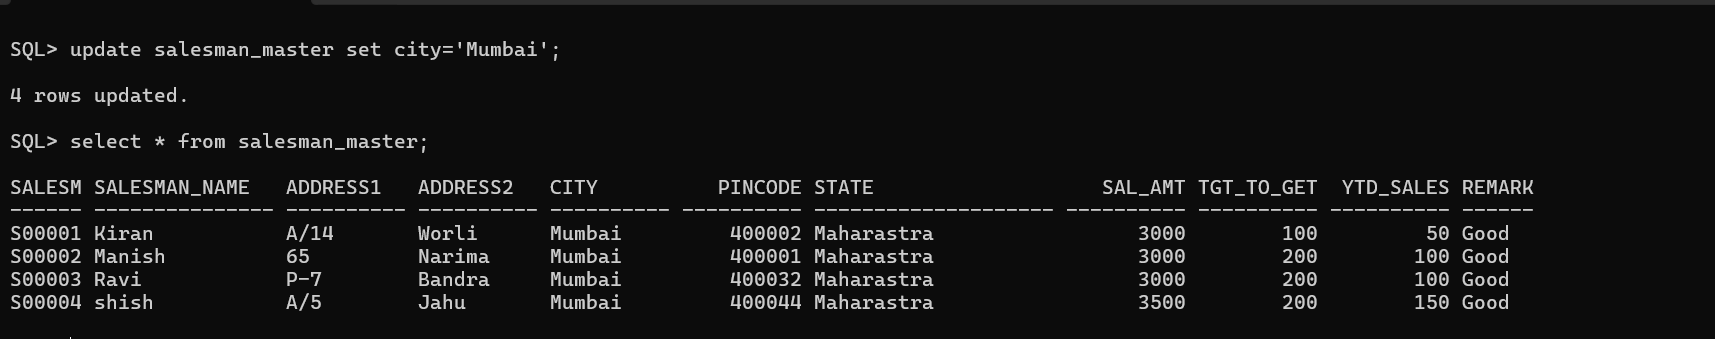 SQL> update salesman_master set city='Mumbai';
4 rows updated.
SQL> select * from salesman_master;
SALESM SALESMAN_NAME   ADDRESS1   ADDRESS2   CITY          PINCODE STATE                   SAL_AMT TGT_TO_GET  YTD_SALES REMARK
------ --------------- ---------- ---------- ---------- ---------- -------------------- ---------- ---------- ---------- ------
S00001 Kiran           A/14       Worli      Mumbai         400002 Maharastra                 3000        100         50 Good
S00002 Manish          65         Narima     Mumbai         400001 Maharastra                 3000        200        100 Good
S00003 Ravi            P-7        Bandra     Mumbai         400032 Maharastra                 3000        200        100 Good
S00004 shish           A/5        Jahu       Mumbai         400044 Maharastra                 3500        200        150 Good